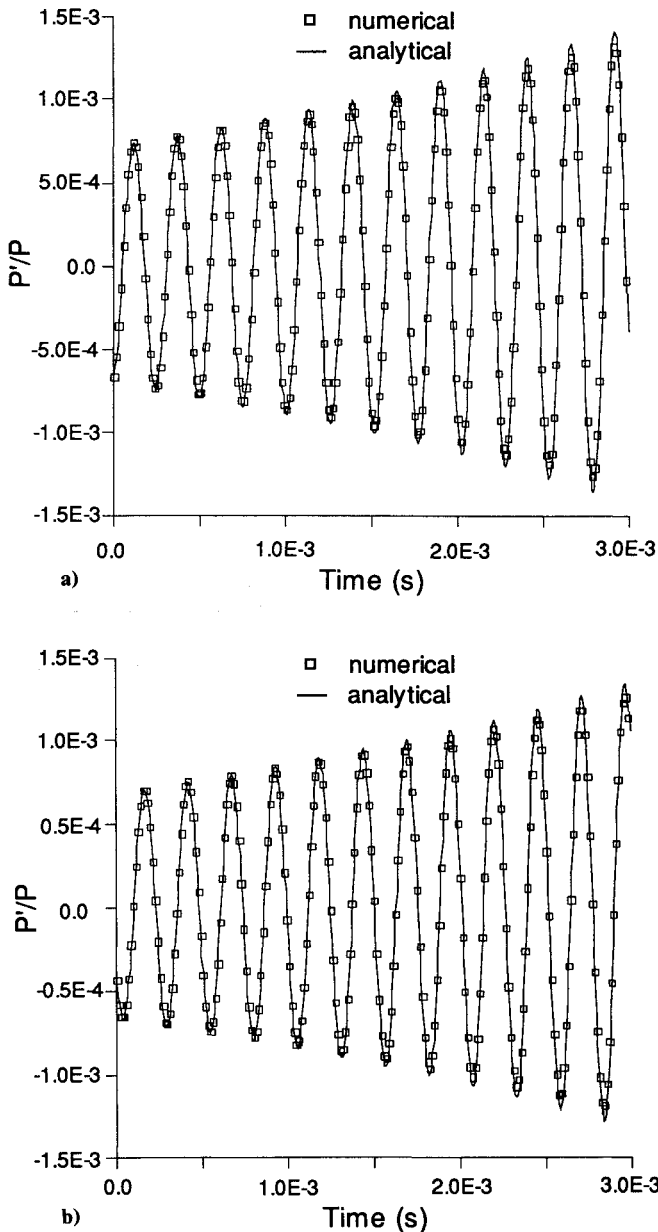 numerical
analytical
1.5E-3
1.0E-3
5.0E-4
0.0
-5.0E-4
-1.0E-3
-1.5E-3
P'/P
0.0
1.0E-3
2.0E-3
3.0E-3
Time (s)
a)
numerical
analytical
1.5E-3
1.0E-3
0.5E-4
0.0
-0.5E-4
-1.0E-3
-1.5E-3
P'/P
0.0
1.0E-3
2.0E-3
3.0E-3
Time (s)
b)